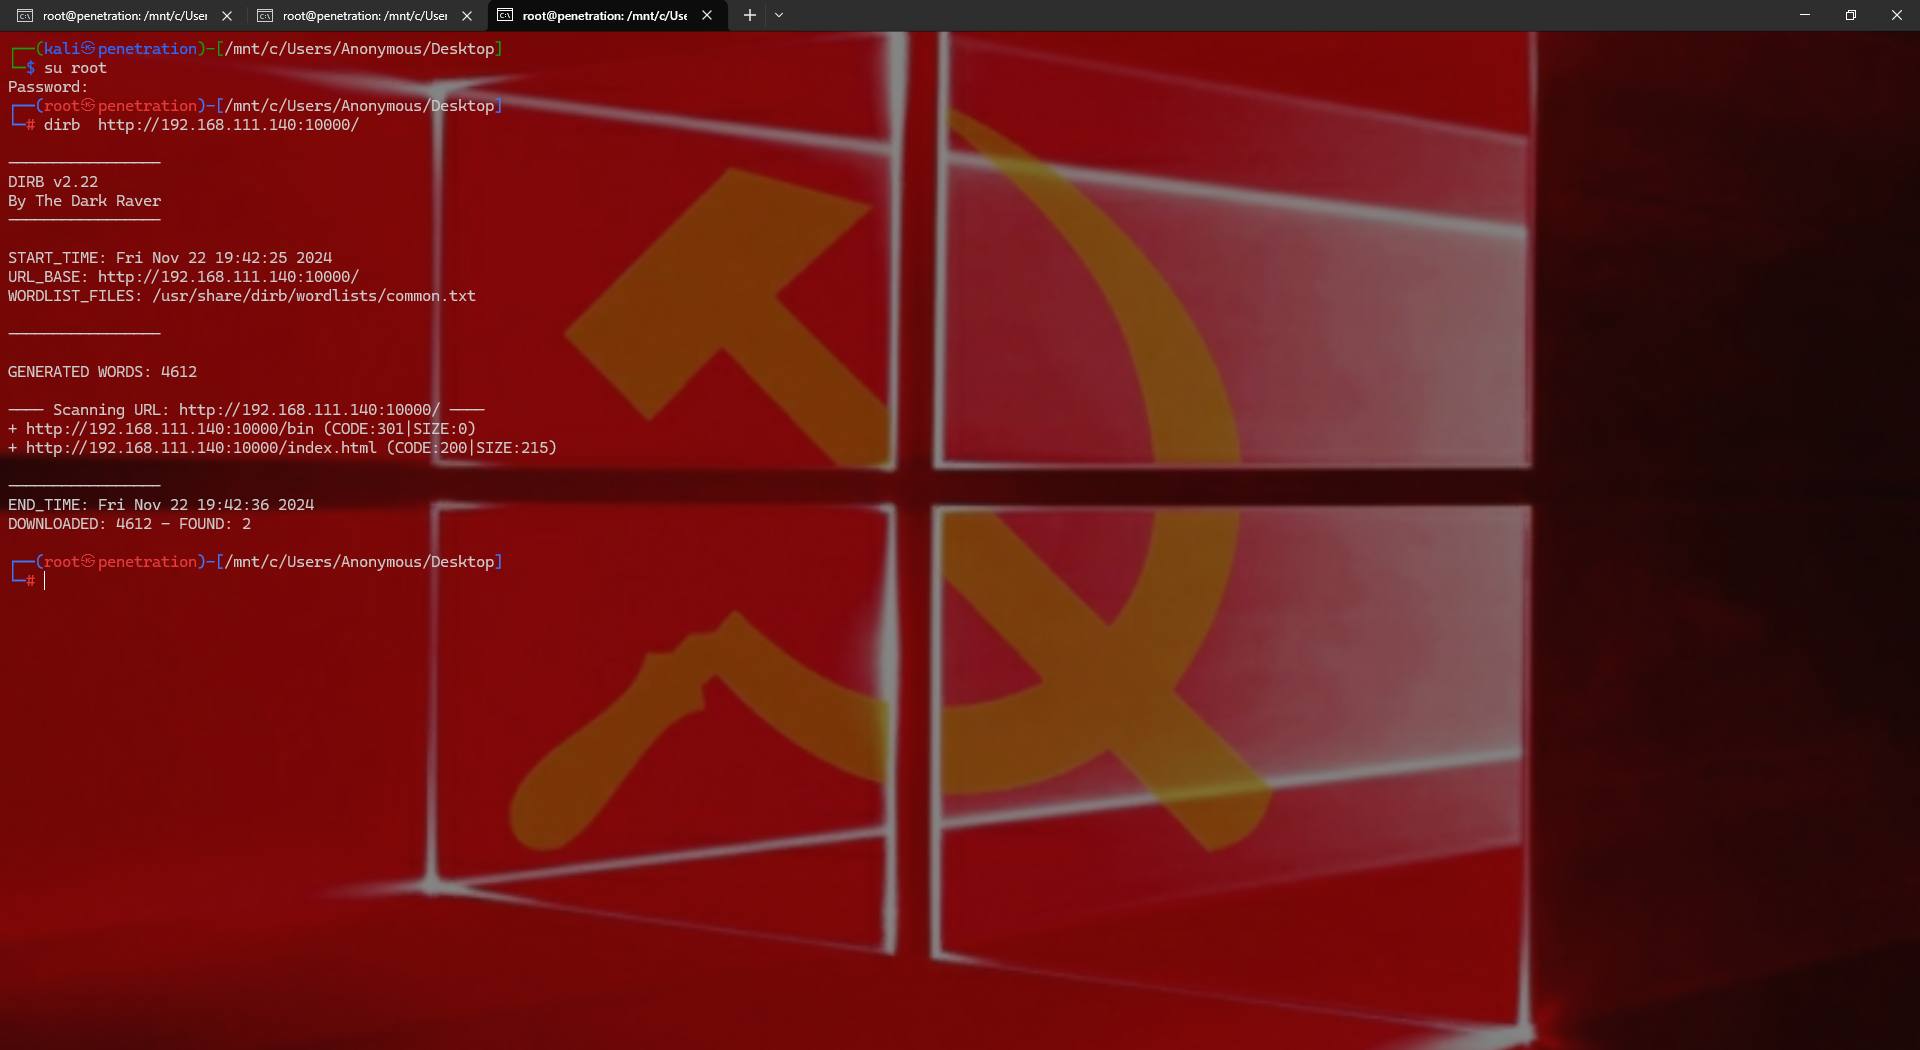 root@penetration: /mnt/c/User
root@penetration: /mnt/c/User
root@penetration: /mnt/c/Use
(kali㉿penetration)-[/mnt/c/Users/Anonymous/Desktop]
$ su root
Password:
(root㉿penetration)-[/mnt/c/Users/Anonymous/Desktop]
# dirb  http://192.168.111.140:10000/
-----------------
DIRB v2.22
By The Dark Raver
-----------------
START_TIME: Fri Nov 22 19:42:25 2024
URL_BASE: http://192.168.111.140:10000/
WORDLIST_FILES: /usr/share/dirb/wordlists/common.txt
-----------------
GENERATED WORDS: 4612
---- Scanning URL: http://192.168.111.140:10000/ ----
+ http://192.168.111.140:10000/bin (CODE:301|SIZE:0)
+ http://192.168.111.140:10000/index.html (CODE:200|SIZE:215)
-----------------
END_TIME: Fri Nov 22 19:42:36 2024
DOWNLOADED: 4612 - FOUND: 2
(root㉿penetration)-[/mnt/c/Users/Anonymous/Desktop]
#